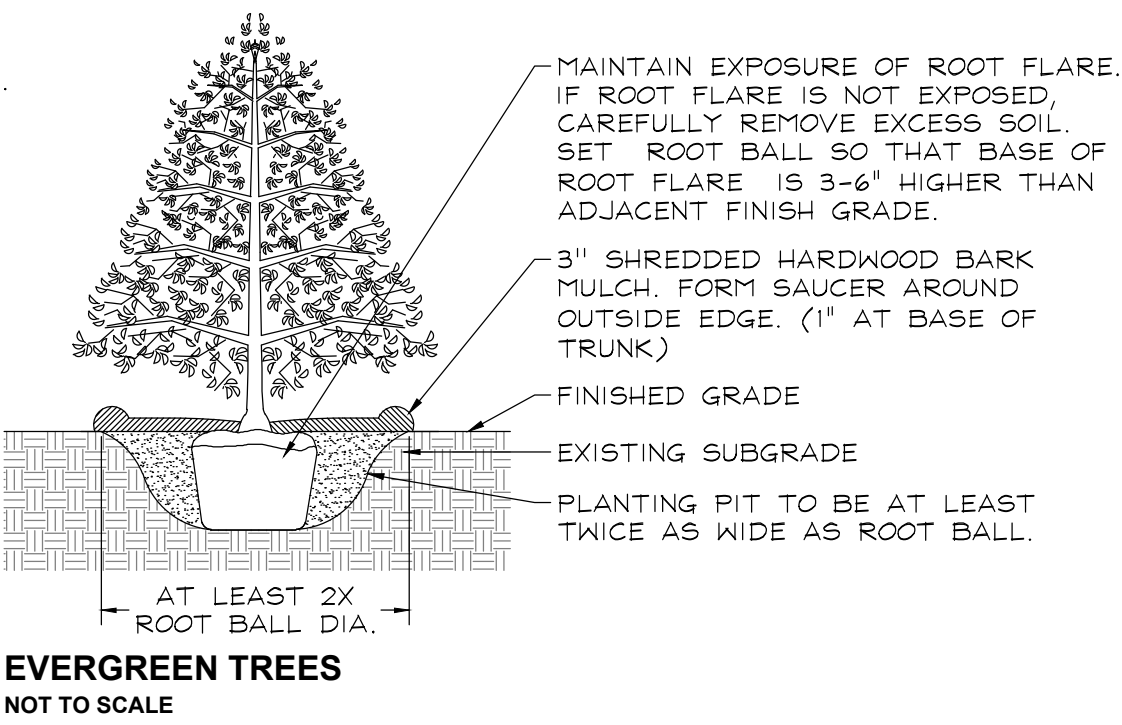 MAINTAIN EXPOSURE OF ROOT FLARE.
IF ROOT FLARE IS NOT EXPOSED,
CAREFULLY REMOVE EXCESS SOIL.
SET ROOT BALL SO THAT BASE OF
ROOT FLARE IS 3-6" HIGHER THAN
ADJACENT FINISH GRADE.
3" SHREDDED HARDWOOD BARK
MULCH. FORM SAUCER AROUND
OUTSIDE EDGE. (1" AT BASE OF
TRUNK)
FINISHED GRADE
EXISTING SUBGRADE
PLANTING PIT TO BE AT LEAST
TWICE AS WIDE AS ROOT BALL.
AT LEAST 2X
ROOT BALL DIA.
EVERGREEN TREES
NOT TO SCALE